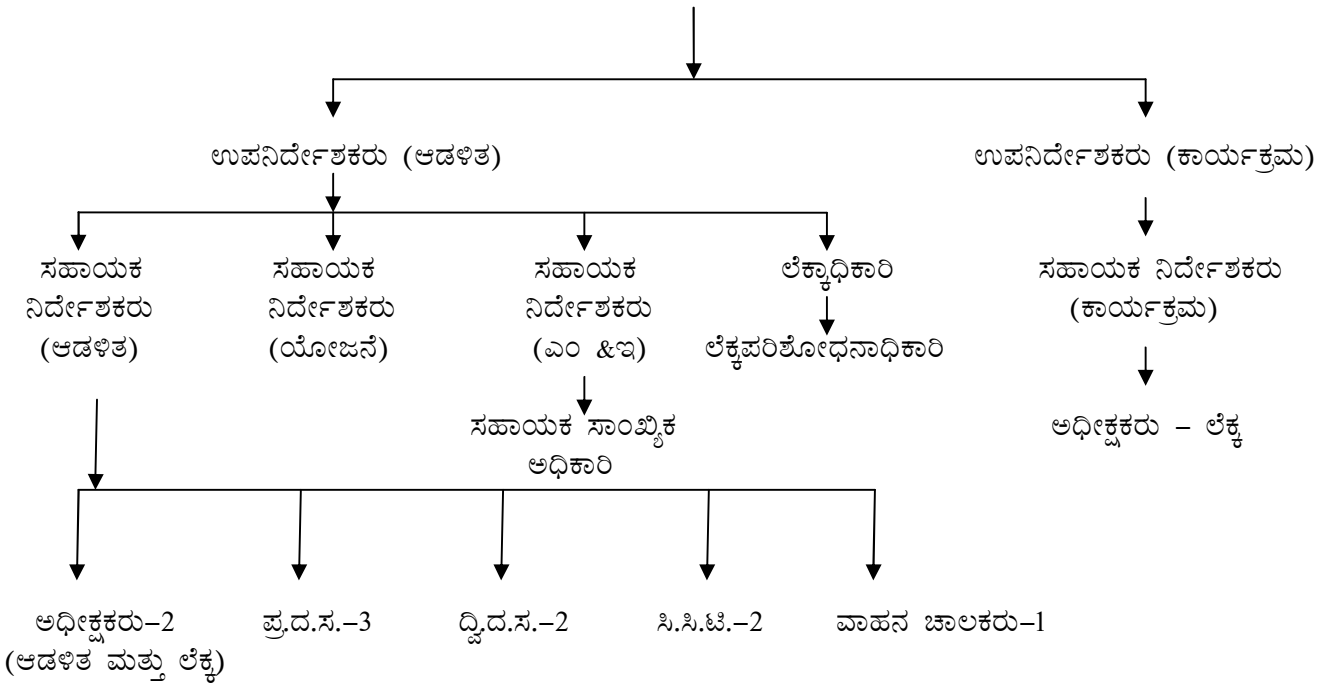 ಉಪನಿರ್ದೇಶಕರು (ಆಡಳಿತ)
ಉಪನಿರ್ದೇಶಕರು (ಕಾರ್ಯಕ್ರಮ)
ಸಹಾಯಕ
ನಿರ್ದೇಶಕರು
(ಆಡಳಿತ)
ಸಹಾಯಕ
ನಿರ್ದೇಶಕರು
(ಯೋಜನೆ)
ಸಹಾಯಕ
ನಿರ್ದೇಶಕರು
(ಎಂ &ಇ)
ಸಹಾಯಕ ಸಾಂಖ್ಯಿಕ
ಅಧಿಕಾರಿ
ಲೆಕ್ಕಾಧಿಕಾರಿ
ಲೆಕ್ಕಪರಿಶೋಧನಾಧಿಕಾರಿ
ಸಹಾಯಕ ನಿರ್ದೇಶಕರು
(ಕಾರ್ಯಕ್ರಮ)
ಅಧೀಕ್ಷಕರು – ಲೆಕ್ಕ
ಅಧೀಕ್ಷಕರು–2
(ಆಡಳಿತ ಮತ್ತು ಲೆಕ್ಕ)
ಪ್ರ.ದ.ಸ.–3
ದ್ವಿ.ದ.ಸ.–2
ಸಿ.ಸಿ.ಟಿ.–2
ವಾಹನ ಚಾಲಕರು–1